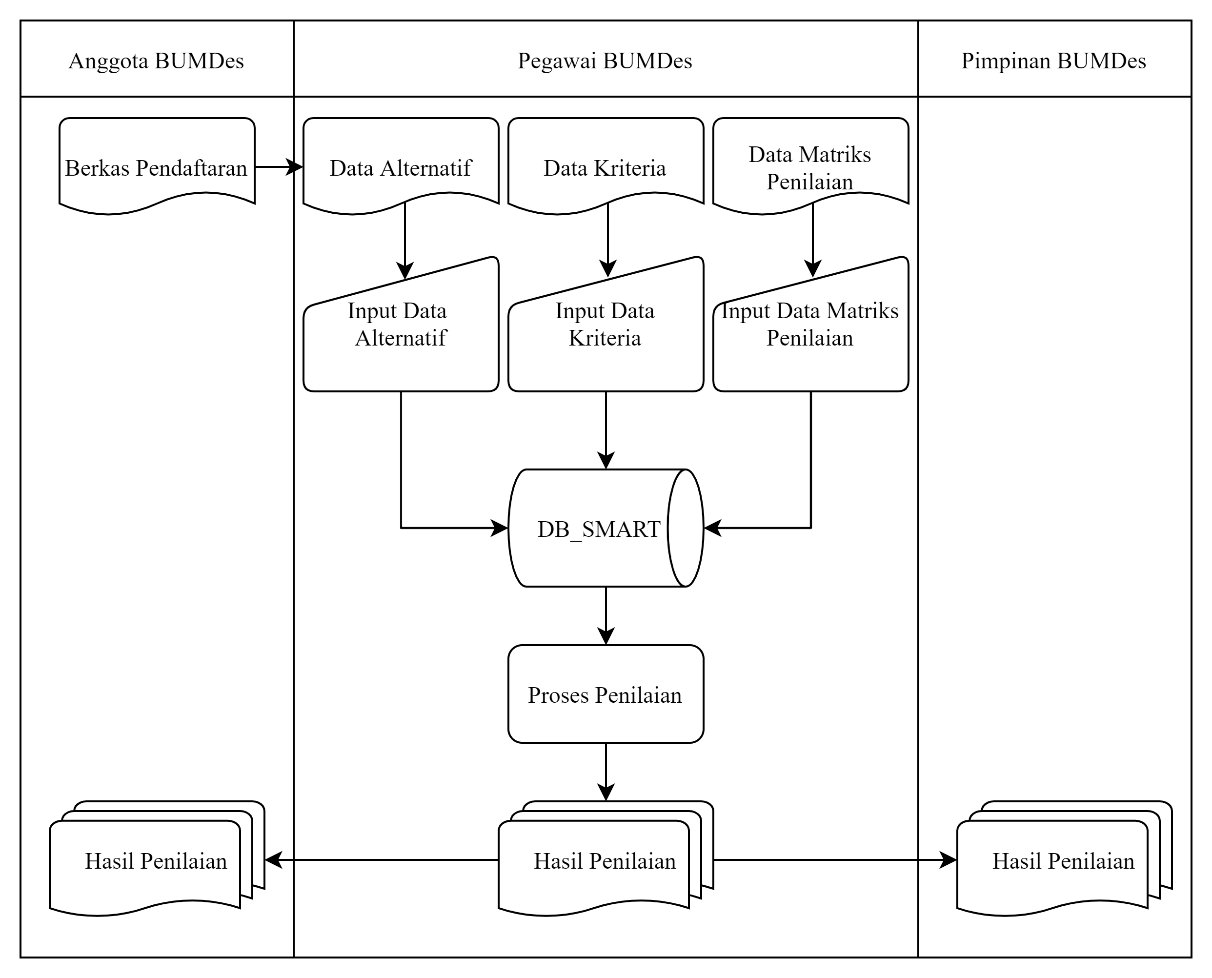 Anggota BUMDes
Pegawai BUMDes
Pimpinan BUMDes
Berkas Pendaftaran
Data Alternatif
Data Kriteria
Data Matriks
Penilaian
Input Data
Alternatif
Input Data
Kriteria
Input Data Matriks
Penilaian
DB_SMART
Proses Penilaian
Hasil Penilaian
Hasil Penilaian
Hasil Penilaian